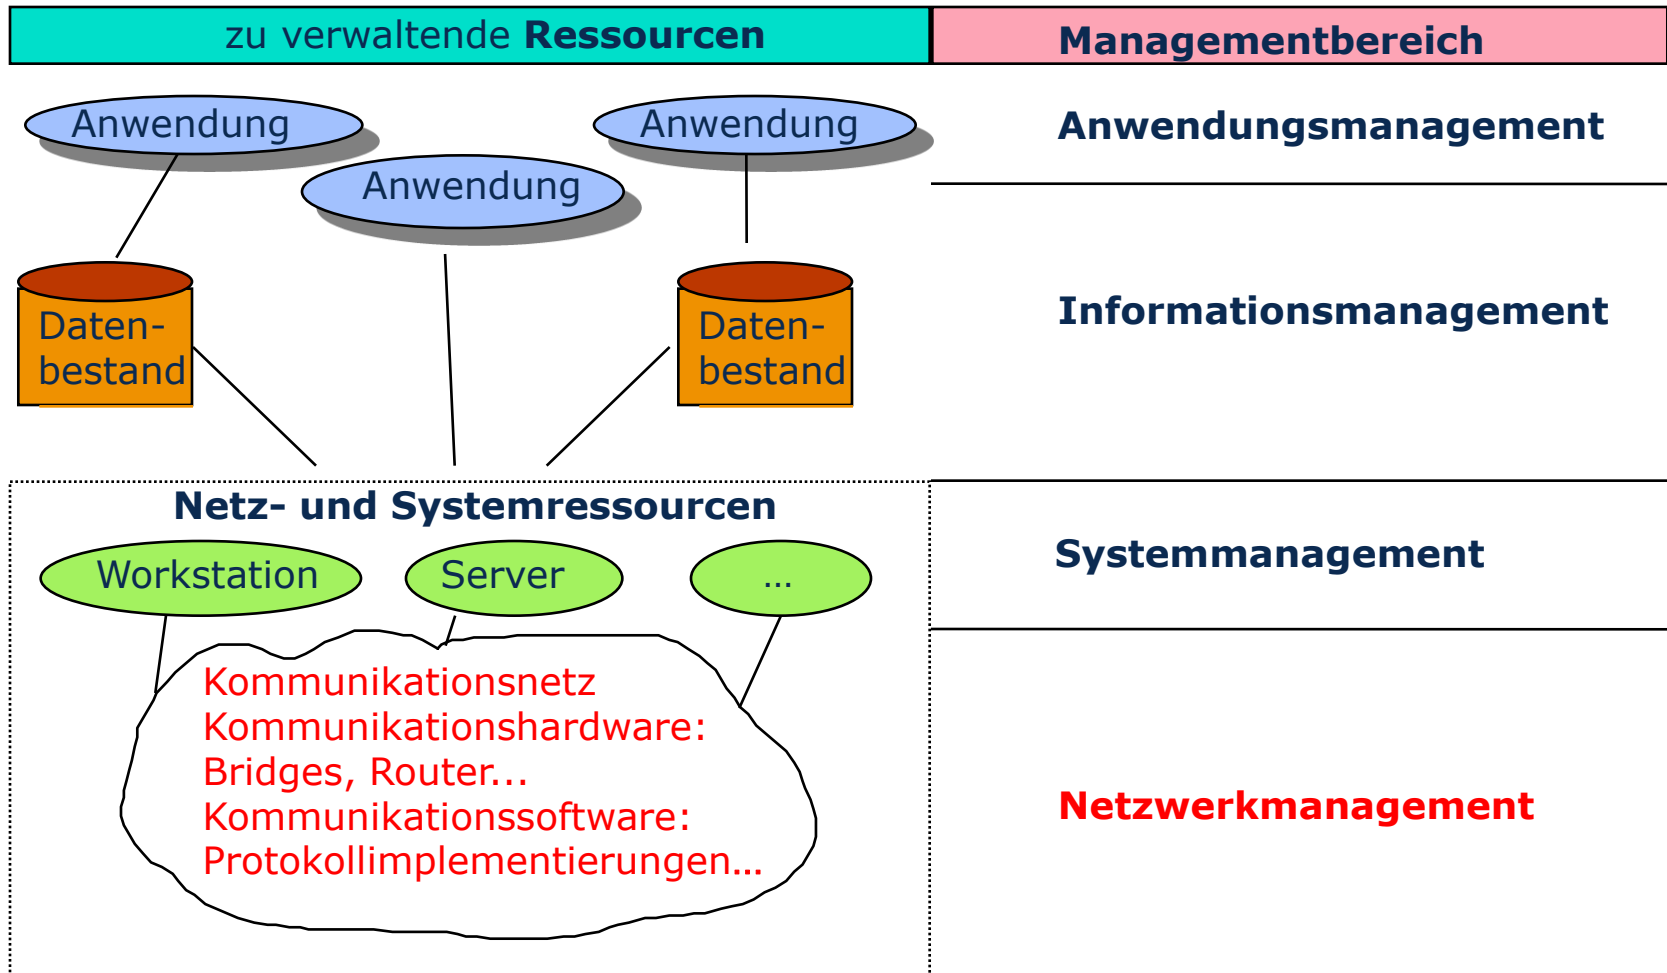 zu verwaltende Ressourcen
Managementbereich
Anwendung
Anwendung
Anwendungsmanagement
Anwendung
Informationsmanagement
Daten-
bestand
Daten-
bestand
Netz- und Systemressourcen
Systemmanagement
Workstation
Server
...
Kommunikationsnetz
Kommunikationshardware:
Bridges, Router...
Kommunikationssoftware:
Protokollimplementierungen...
Netzwerkmanagement